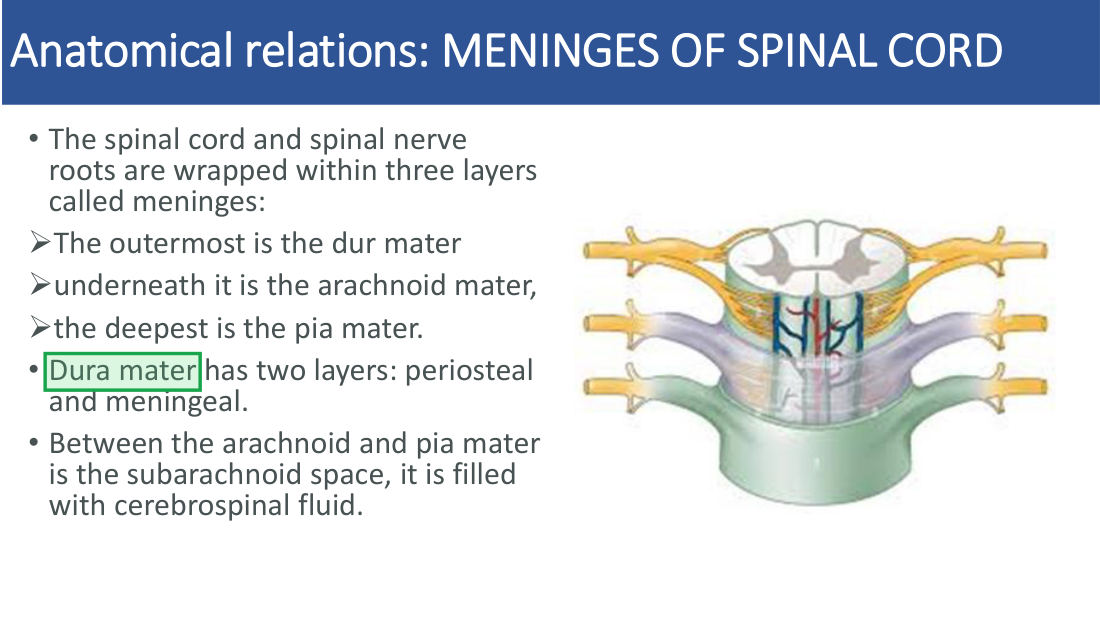 Anatomical relations: MENINGES OF SPINAL CORD
• The spinal cord and spinal nerve
roots are wrapped within three layers
called meninges:
➢The outermost is the dur mater
➢underneath it is the arachnoid mater,
➢the deepest is the pia mater.
• Dura mater has two layers: periosteal
and meningeal.
• Between the arachnoid and pia mater
is the subarachnoid space, it is filled
with cerebrospinal fluid.